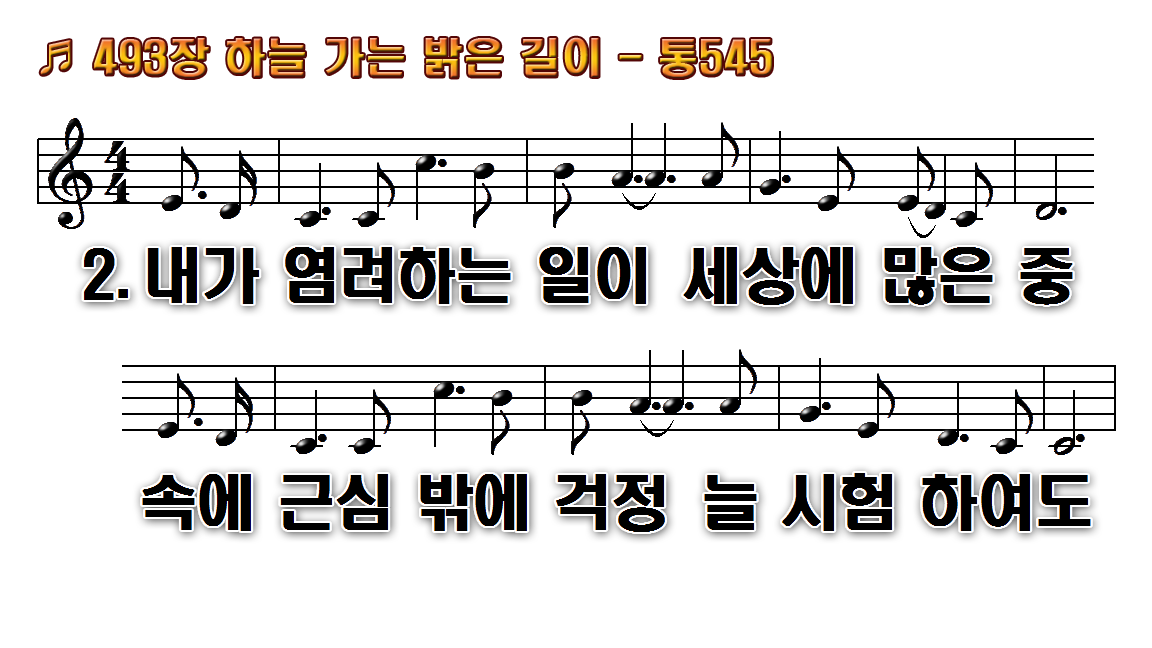 ♬ 493장 하늘 가는 밝은 길이 - 통545
4
4
2. 내가 염려하는 일이 세상에 많은 중
속에 근심 밖에 걱정 늘 시험 하여도